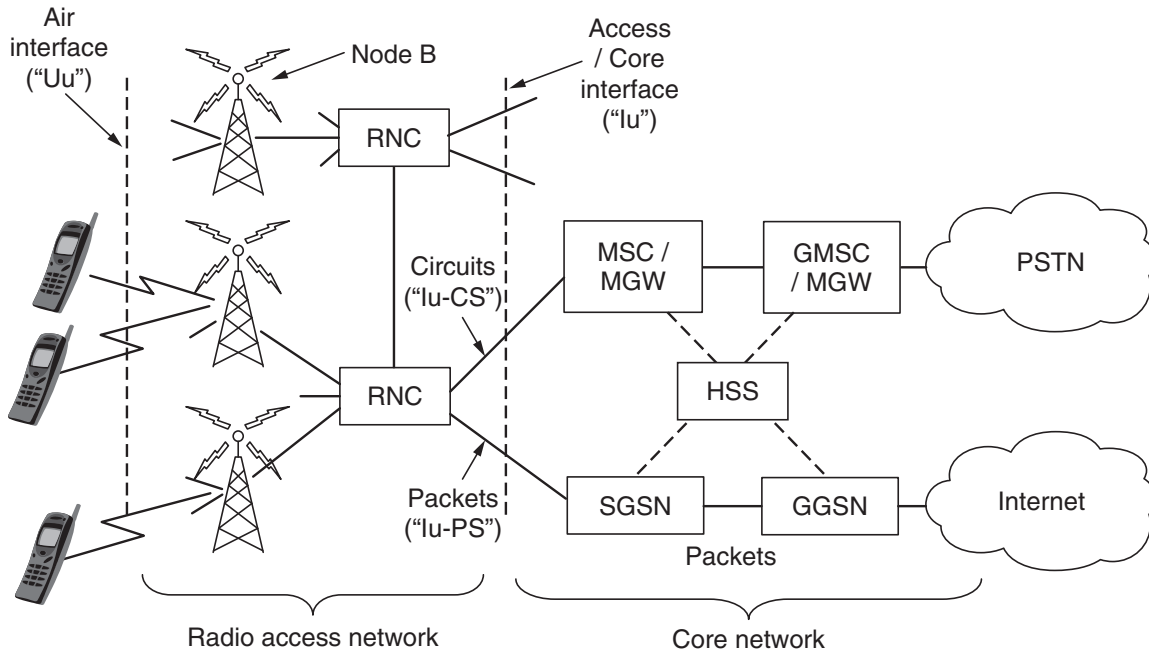 Air
interface
(“Uu”)
Node B
Access
/ Core
interface
(“Iu”)
RNC
Circuits
(“Iu-CS”)
MSC /
MGW
GMSC
/ MGW
PSTN
RNC
HSS
Packets
(“Iu-PS”)
SGSN
GGSN
Internet
Packets
Radio access network
Core network